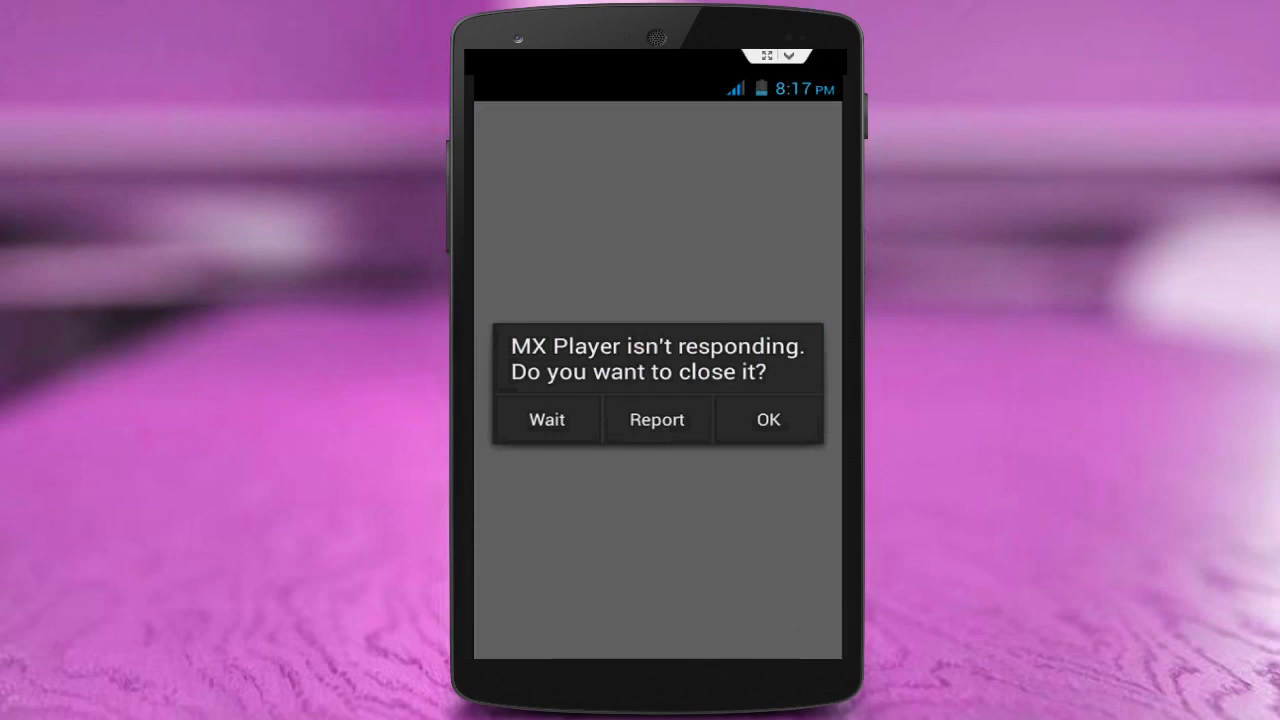 8:17 PM
MX Player isn't responding.
Do you want to close it?
Wait Report OK